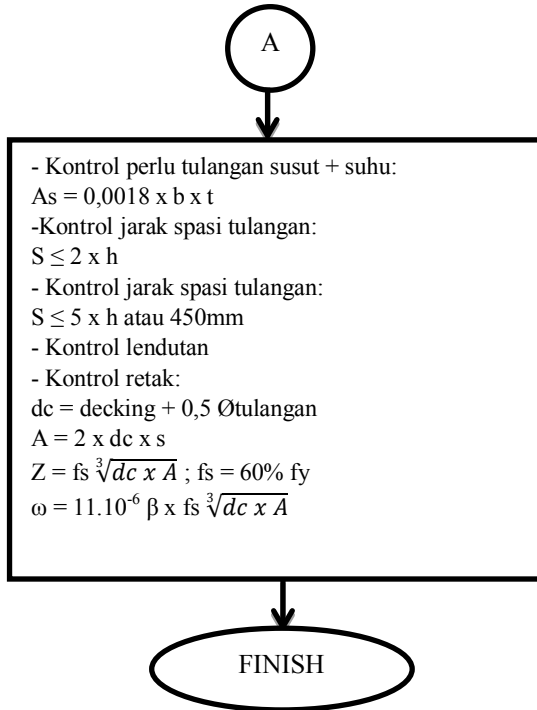 A
- Kontrol perlu tulangan susut + suhu:
As = 0,0018 x b x t
-Kontrol jarak spasi tulangan:
S ≤ 2 x h
- Kontrol jarak spasi tulangan:
S ≤ 5 x h atau 450mm
- Kontrol lendutan
- Kontrol retak:
dc = decking + 0,5 Øtulangan
A = 2 x dc x s
Z = fs ∛(dc x A) ; fs = 60% fy
ω = 11.10⁻⁶ β x fs ∛(dc x A)
FINISH